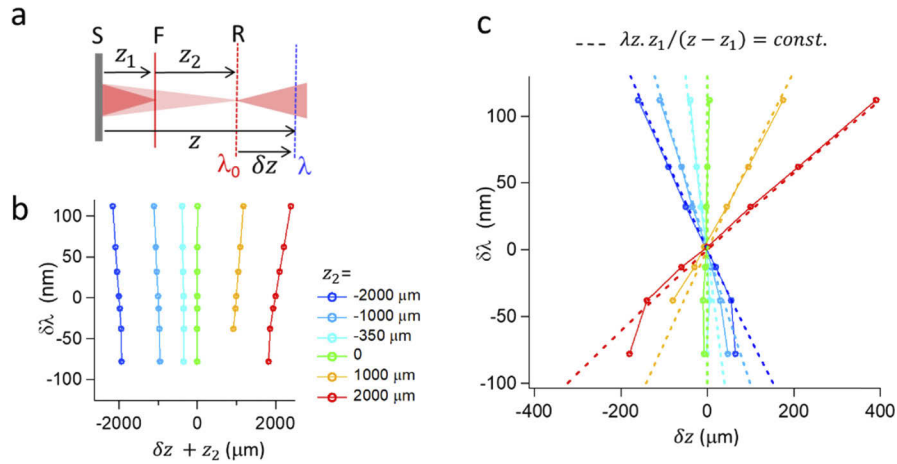 a
S F R
z₁ z₂
z
λ₀ δz λ
b
100
50
0
-50
-100
δλ (nm)
-2000 0 2000
δz + z₂ (μm)
z₂=
-2000 μm
-1000 μm
-350 μm
0
1000 μm
2000 μm
c
λz. z₁/(z − z₁) = const.
100
50
0
-50
-100
δλ (nm)
-400 -200 0 200 400
δz (μm)